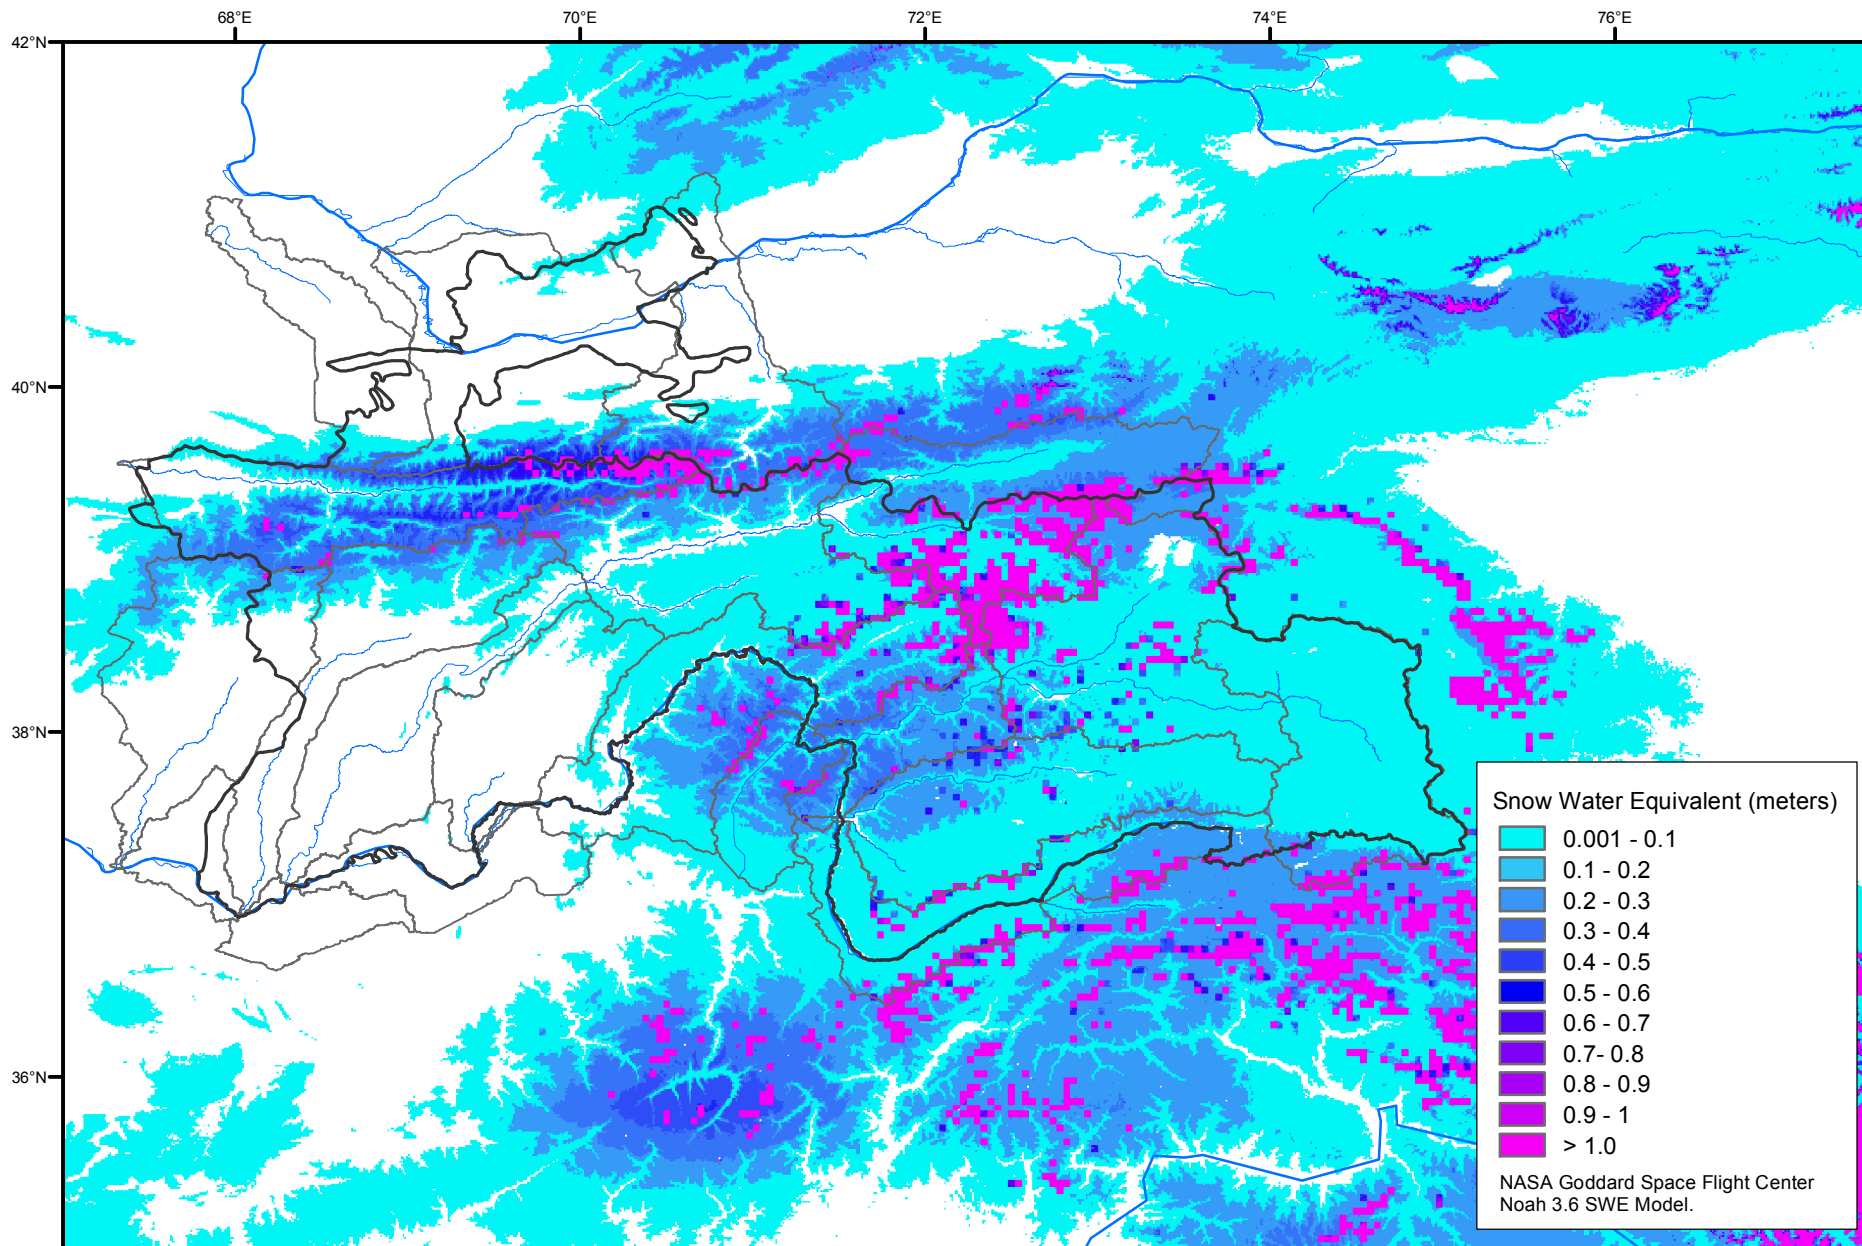 68°E
70°E
72°E
74°E
76°E
42°N
40°N
38°N
36°N
Snow Water Equivalent (meters)
0.001 - 0.1
0.1 - 0.2
0.2 - 0.3
0.3 - 0.4
0.4 - 0.5
0.5 - 0.6
0.6 - 0.7
0.7- 0.8
0.8 - 0.9
0.9 - 1
> 1.0
NASA Goddard Space Flight Center
Noah 3.6 SWE Model.